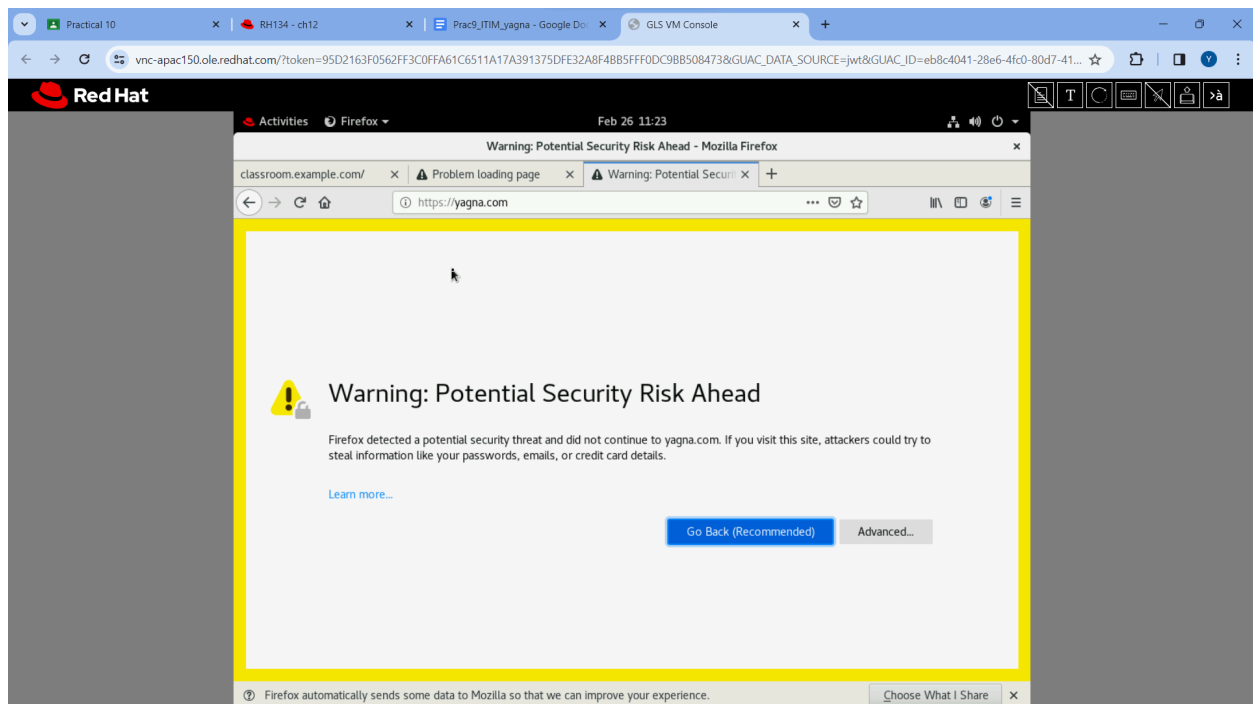 Practical 10
RH134 - ch12
Prac9_ITIM_yagna - Google Do
GLS VM Console
vnc-apac150.ole.redhat.com/?token=95D2163F0562FF3C0FFA61C6511A17A391375DFE32A8F4BB5FFF0DC9BB508473&GUAC_DATA_SOURCE=jwt&GUAC_ID=eb8c4041-28e6-4fc0-80d7-41...
Y
Red Hat
T
>à
Activities Firefox Feb 26 11:23
Warning: Potential Security Risk Ahead - Mozilla Firefox
classroom.example.com/ Problem loading page Warning: Potential Securi
https://yagna.com
Warning: Potential Security Risk Ahead
Firefox detected a potential security threat and did not continue to yagna.com. If you visit this site, attackers could try to
steal information like your passwords, emails, or credit card details.
Learn more...
Go Back (Recommended) Advanced...
Firefox automatically sends some data to Mozilla so that we can improve your experience. Choose What I Share